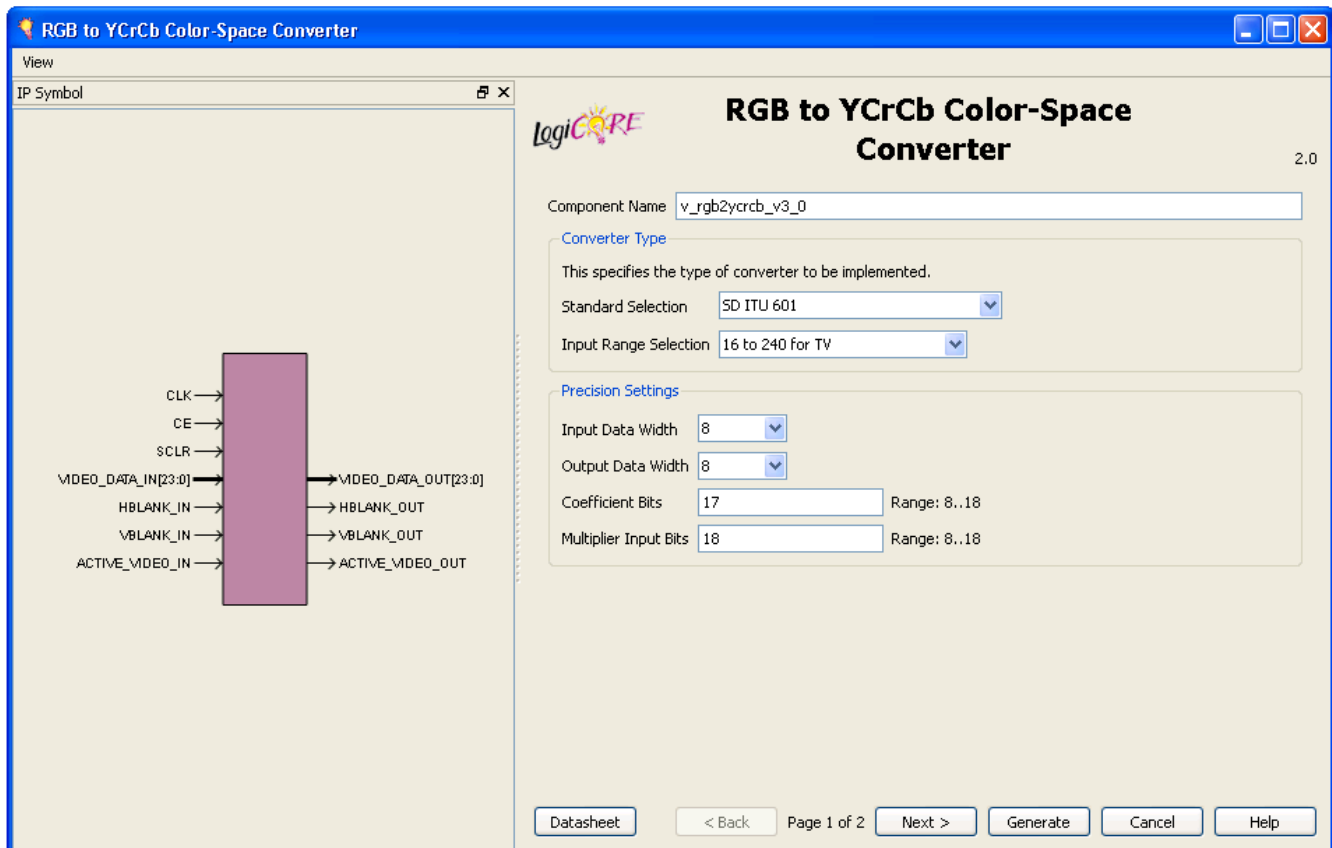 RGB to YCrCb Color-Space Converter
View
IP Symbol
CLK
CE
SCLR
VIDEO_DATA_IN[23:0]
HBLANK_IN
VBLANK_IN
ACTIVE_VIDEO_IN
VIDEO_DATA_OUT[23:0]
HBLANK_OUT
VBLANK_OUT
ACTIVE_VIDEO_OUT
LogiCORE
RGB to YCrCb Color-Space
Converter
2.0
Component Name v_rgb2ycrcb_v3_0
Converter Type
This specifies the type of converter to be implemented.
Standard Selection SD ITU 601
Input Range Selection 16 to 240 for TV
Precision Settings
Input Data Width 8
Output Data Width 8
Coefficient Bits 17 Range: 8..18
Multiplier Input Bits 18 Range: 8..18
Datasheet < Back Page 1 of 2 Next > Generate Cancel Help